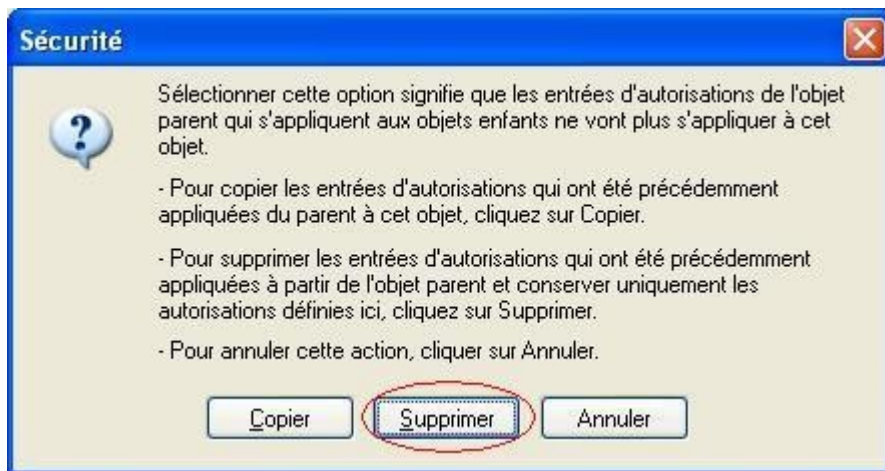 Sécurité
Sélectionner cette option signifie que les entrées d'autorisations de l'objet
parent qui s'appliquent aux objets enfants ne vont plus s'appliquer à cet
objet.
- Pour copier les entrées d'autorisations qui ont été précédemment
appliquées du parent à cet objet, cliquez sur Copier.
- Pour supprimer les entrées d'autorisations qui ont été précédemment
appliquées à partir de l'objet parent et conserver uniquement les
autorisations définies ici, cliquez sur Supprimer.
- Pour annuler cette action, cliquer sur Annuler.
Copier Supprimer Annuler